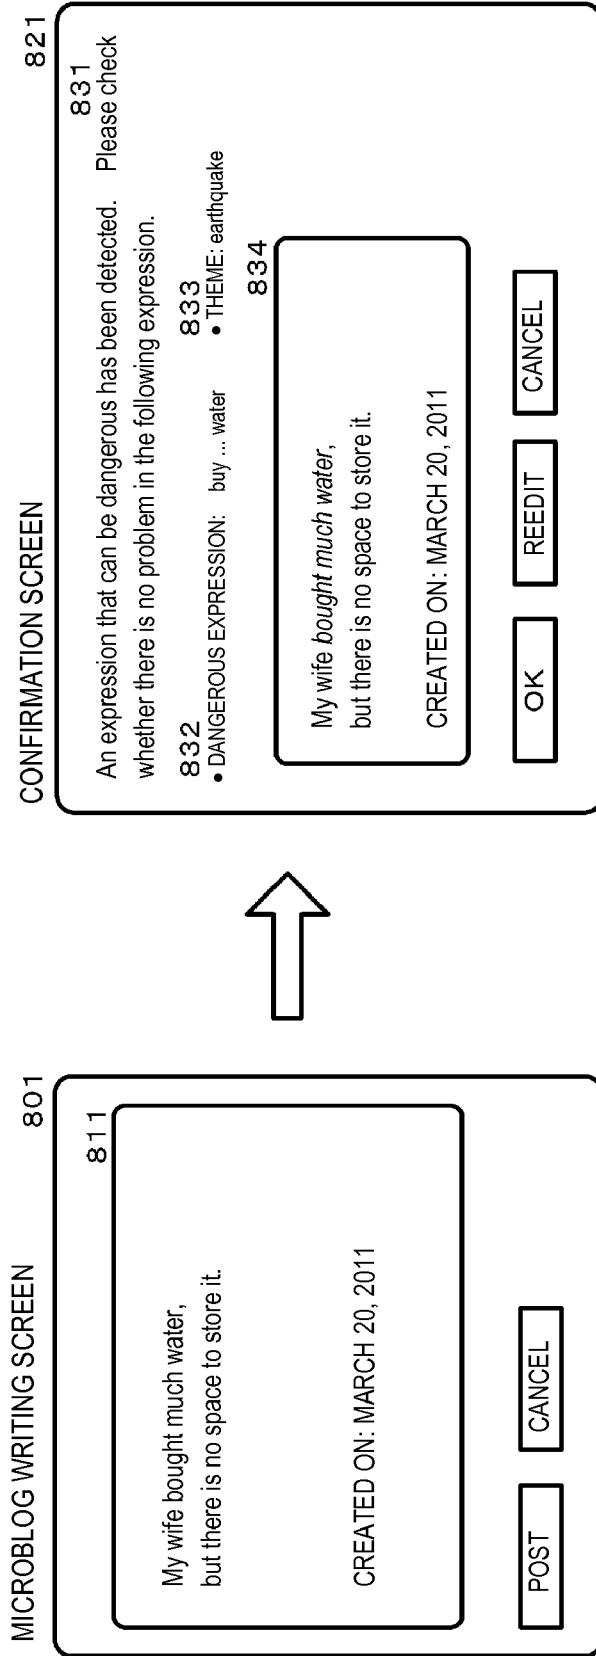 MICROBLOG WRITING SCREEN
801
811
My wife bought much water,
but there is no space to store it.
CREATED ON: MARCH 20, 2011
POST
CANCEL
CONFIRMATION SCREEN
821
831
An expression that can be dangerous has been detected. Please check
whether there is no problem in the following expression.
832
833
• DANGEROUS EXPRESSION: buy ... water
• THEME: earthquake
834
My wife bought much water,
but there is no space to store it.
CREATED ON: MARCH 20, 2011
OK
REEDIT
CANCEL